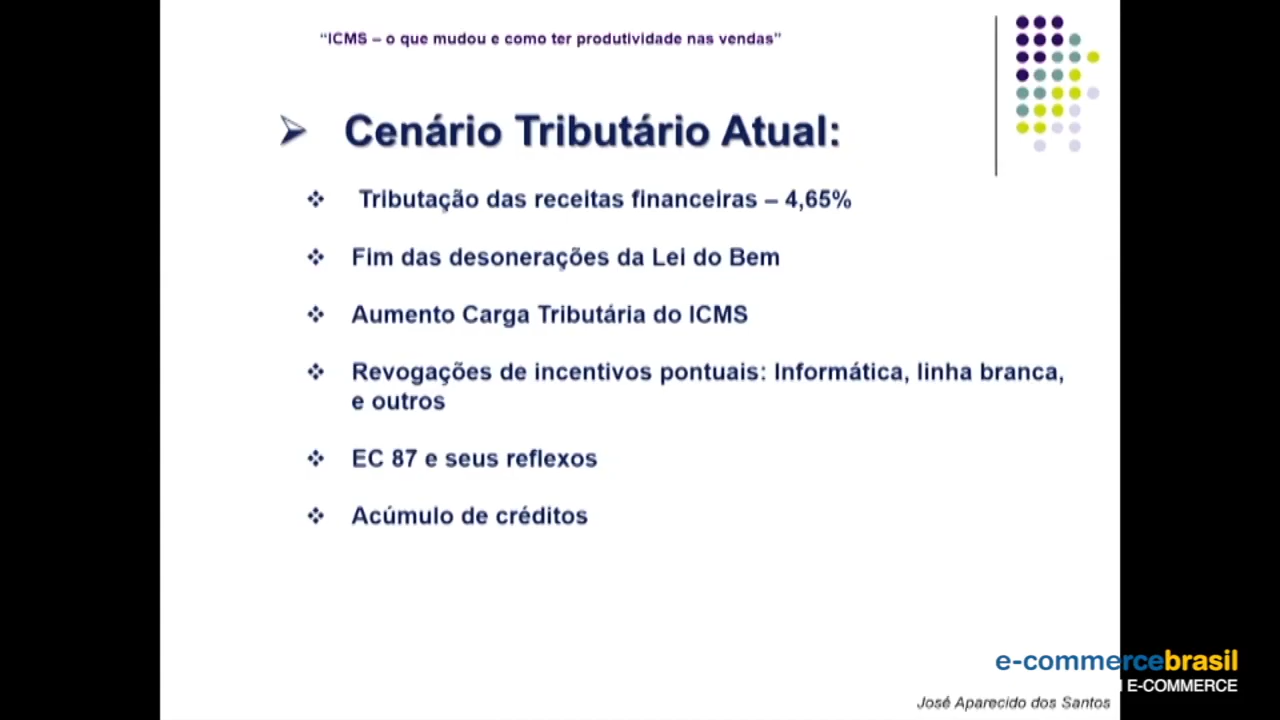 “ICMS – o que mudou e como ter produtividade nas vendas”
Cenário Tributário Atual:
Tributação das receitas financeiras – 4,65%
Fim das desonerações da Lei do Bem
Aumento Carga Tributária do ICMS
Revogações de incentivos pontuais: Informática, linha branca,
e outros
EC 87 e seus reflexos
Acúmulo de créditos
e-commercebrasil
E-COMMERCE
José Aparecido dos Santos